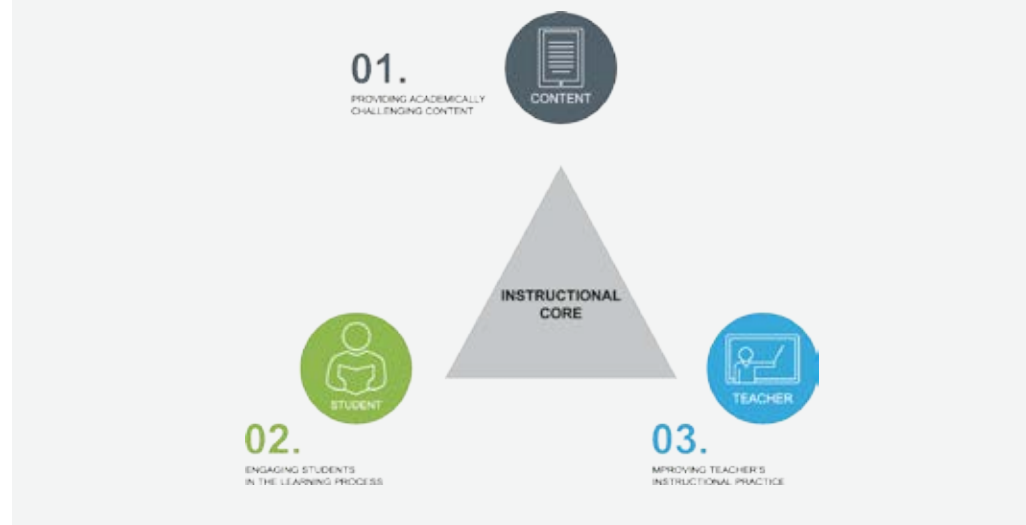 01.
PROVIDING ACADEMICALLY
CHALLENGING CONTENT
CONTENT
INSTRUCTIONAL
CORE
STUDENT
02.
ENGAGING STUDENTS
IN THE LEARNING PROCESS
TEACHER
03.
MPROVING TEACHER'S
INSTRUCTIONAL PRACTICE